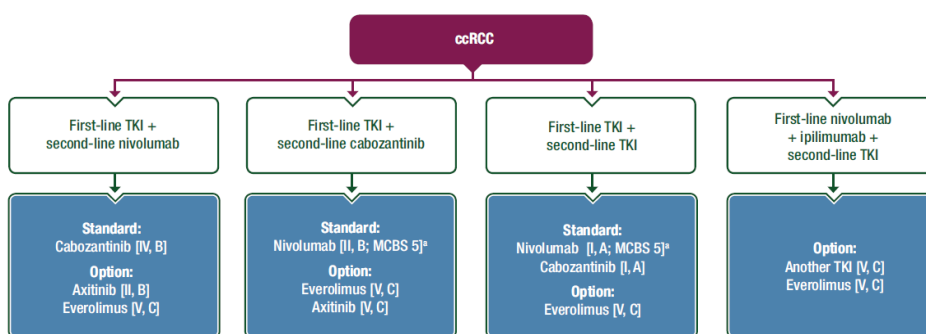 ccRCC
First-line TKI +
second-line nivolumab
First-line TKI +
second-line cabozantinib
First-line TKI +
second-line TKI
First-line nivolumab
+ ipilimumab +
second-line TKI
Standard:
Cabozantinib [IV, B]
Option:
Axitinib [II, B]
Everolimus [V, C]
Standard:
Nivolumab [II, B; MCBS 5]ᵃ
Option:
Everolimus [V, C]
Axitinib [V, C]
Standard:
Nivolumab [I, A; MCBS 5]ᵃ
Cabozantinib [I, A]
Option:
Everolimus [V, C]
Option:
Another TKI [V, C]
Everolimus [V, C]